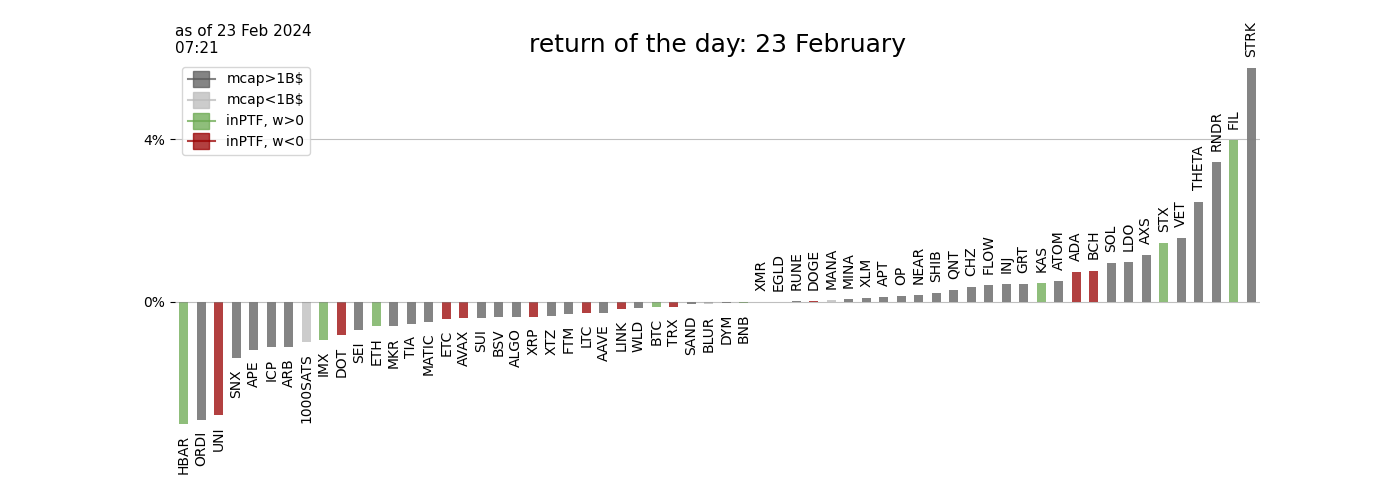 as of 23 Feb 2024
07:21
return of the day: 23 February
mcap>1B$
mcap<1B$
inPTF, w>0
inPTF, w<0
4%
0%
HBAR
ORDI
UNI
SNX
APE
ICP
ARB
1000SATS
IMX
DOT
SEI
ETH
MKR
TIA
MATIC
ETC
AVAX
SUI
BSV
ALGO
XRP
XTZ
FTM
LTC
AAVE
LINK
WLD
BTC
TRX
SAND
BLUR
DYM
BNB
XMR
EGLD
RUNE
DOGE
MANA
MINA
XLM
APT
OP
NEAR
SHIB
QNT
CHZ
FLOW
INJ
GRT
KAS
ATOM
ADA
BCH
SOL
LDO
AXS
STX
VET
THETA
RNDR
FIL
STRK